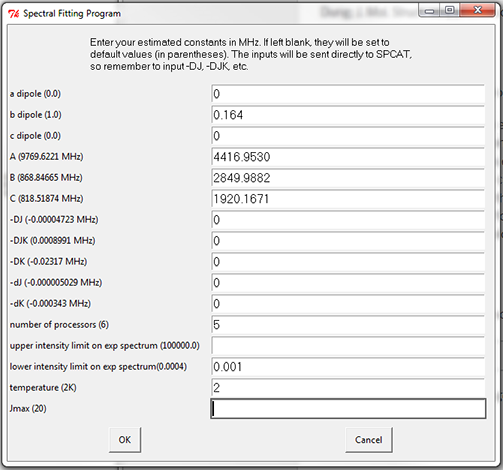 Spectral Fitting Program
Enter your estimated constants in MHz. If left blank, they will be set to
default values (in parentheses). The inputs will be sent directly to SPCAT,
so remember to input -DJ, -DJK, etc.
a dipole (0.0) 0
b dipole (1.0) 0.164
c dipole (0.0) 0
A (9769.6221 MHz) 4416.9530
B (868.84665 MHz) 2849.9882
C (818.51874 MHz) 1920.1671
-DJ (-0.00004723 MHz) 0
-DJK (0.0008991 MHz) 0
-DK (-0.02317 MHz) 0
-dJ (-0.000005029 MHz) 0
-dK (-0.000343 MHz) 0
number of processors (6) 5
upper intensity limit on exp spectrum (100000.0)
lower intensity limit on exp spectrum(0.0004) 0.001
temperature (2K) 2
Jmax (20)
OK Cancel